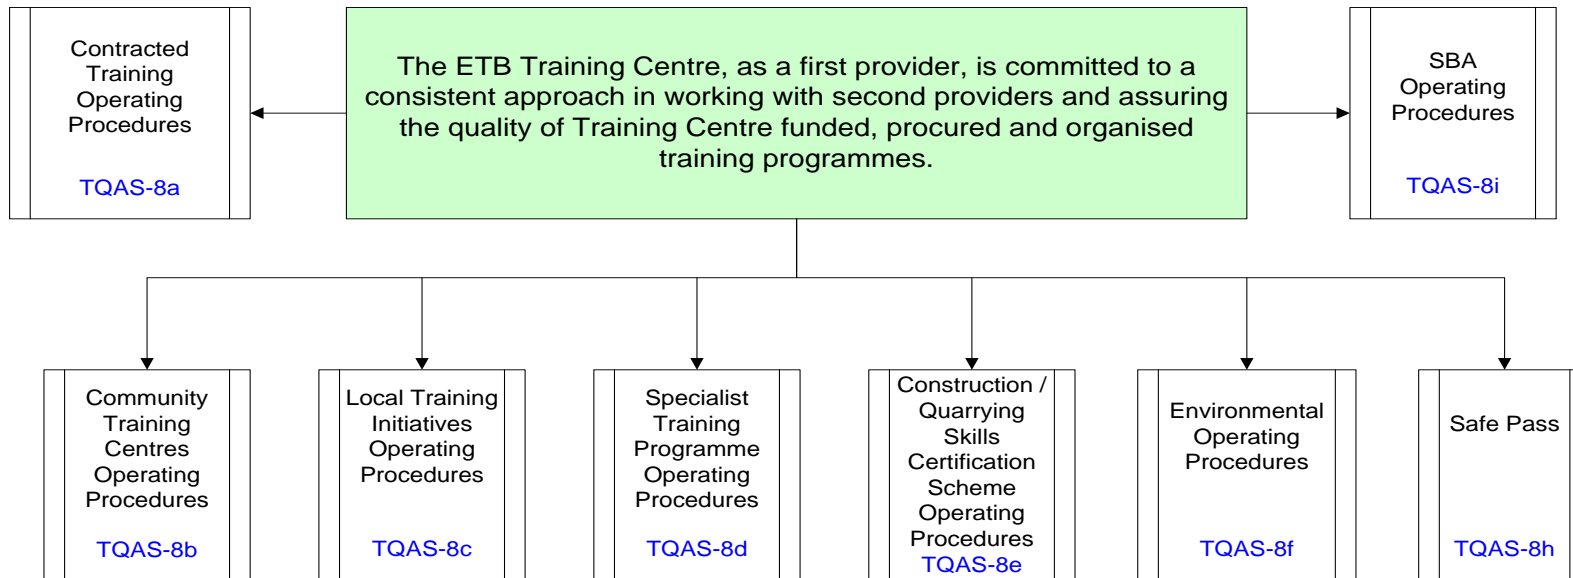 Contracted
Training
Operating
Procedures
TQAS-8a
The ETB Training Centre, as a first provider, is committed to a
consistent approach in working with second providers and assuring
the quality of Training Centre funded, procured and organised
training programmes.
SBA
Operating
Procedures
TQAS-8i
Community
Training
Centres
Operating
Procedures
TQAS-8b
Local Training
Initiatives
Operating
Procedures
TQAS-8c
Specialist
Training
Programme
Operating
Procedures
TQAS-8d
Construction /
Quarrying
Skills
Certification
Scheme
Operating
Procedures
TQAS-8e
Environmental
Operating
Procedures
TQAS-8f
Safe Pass
TQAS-8h